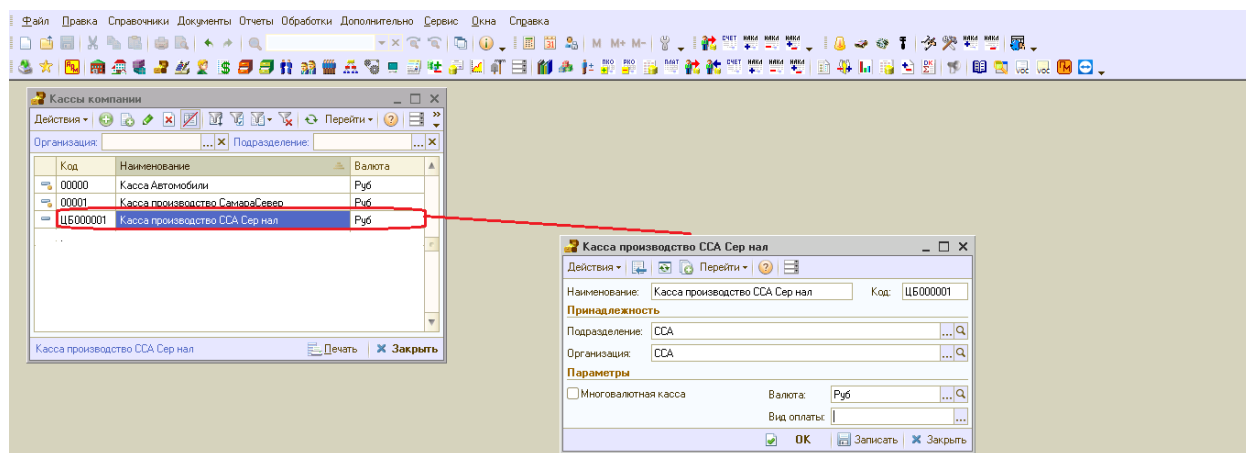 Файл Правка Справочники Документы Отчеты Обработки Дополнительно Сервис Окна Справка
M M+ M-
Кассы компании
Действия Перейти
Организация: ... Подразделение: ...
Код Наименование Валюта
00000 Касса Автомобили Руб
00001 Касса производство СамараСевер Руб
ЦБ000001 Касса производство ССА Сер нал Руб
Касса производство ССА Сер нал Печать Закрыть
Касса производство ССА Сер нал
Действия Перейти
Наименование: Касса производство ССА Сер нал Код: ЦБ000001
Принадлежность
Подразделение: ССА ...
Организация: ССА ...
Параметры
Многовалютная касса Валюта: Руб ...
Вид оплаты: ...
OK Записать Закрыть